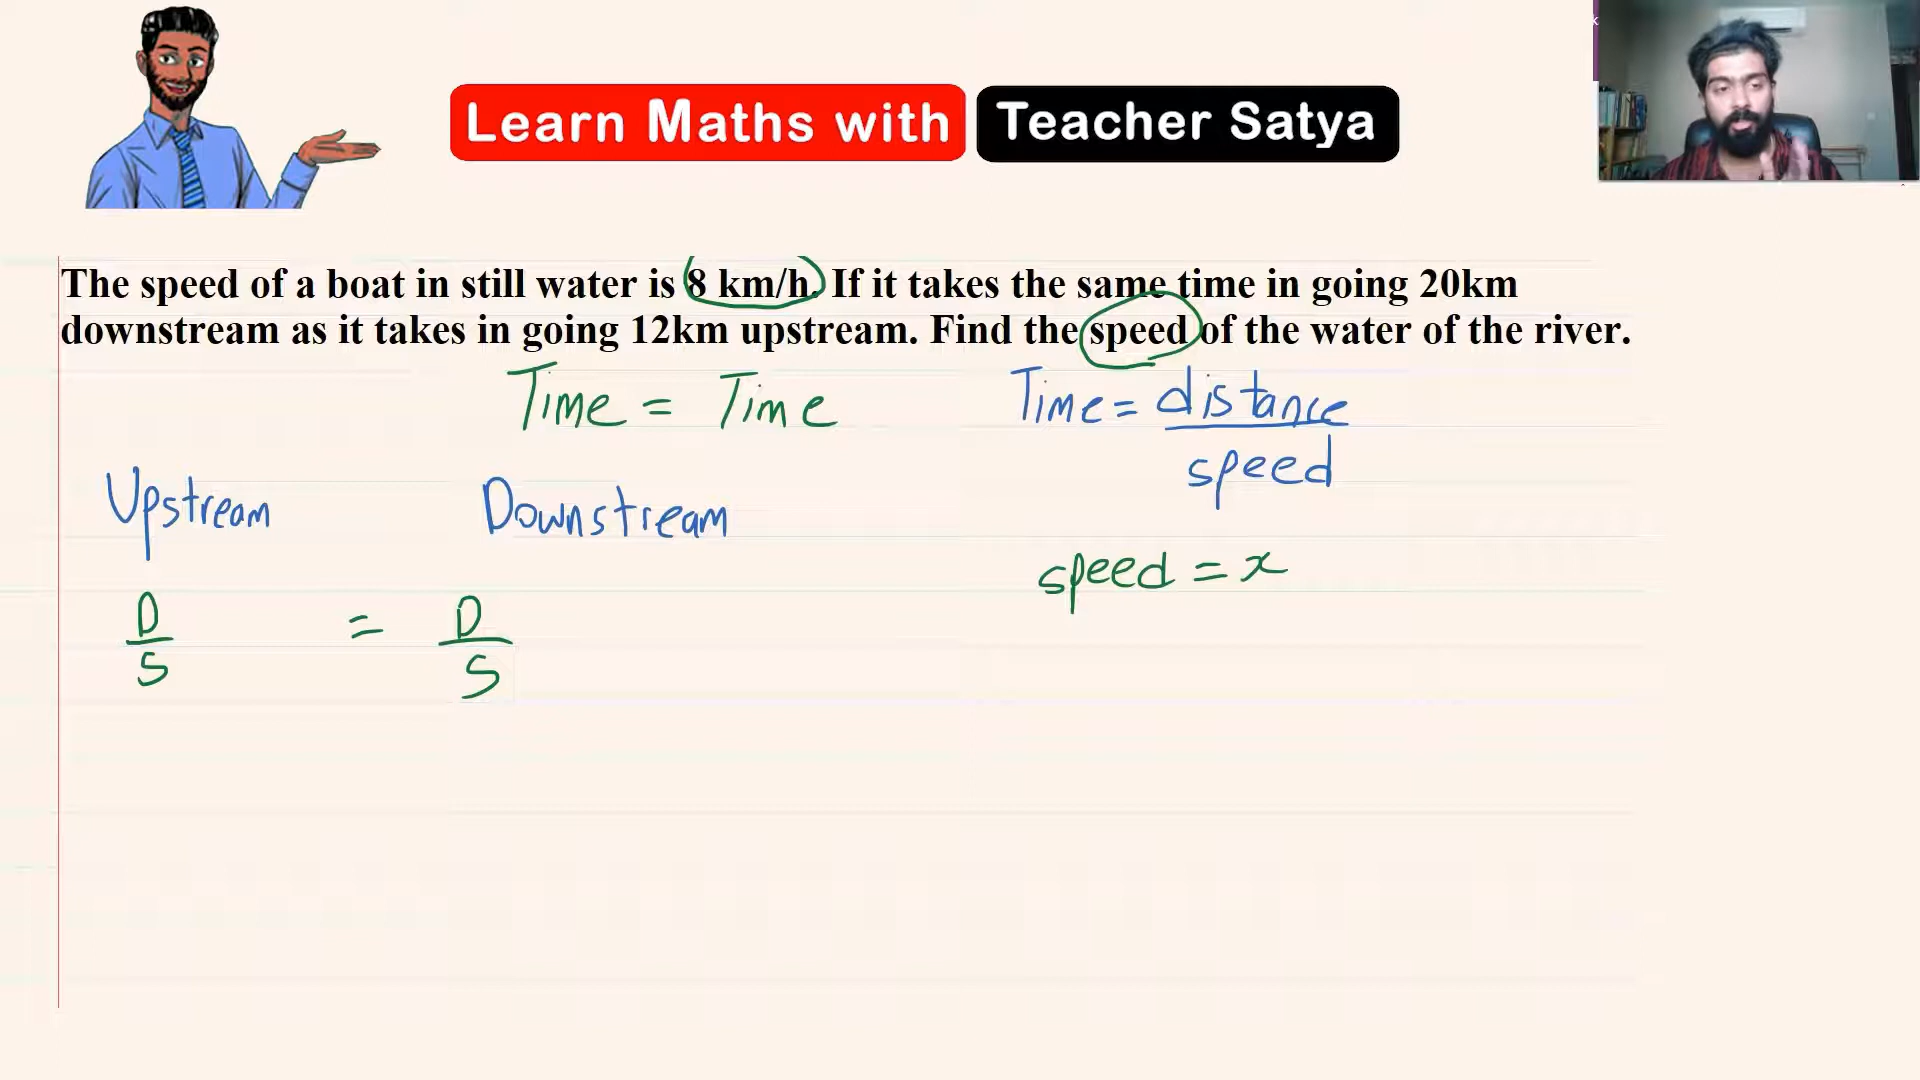 Learn Maths with Teacher Satya
The speed of a boat in still water is 8 km/h. If it takes the same time in going 20km
downstream as it takes in going 12km upstream. Find the speed of the water of the river.
Time = Time
Time = distance
speed
Upstream
Downstream
speed = x
D = D
S S